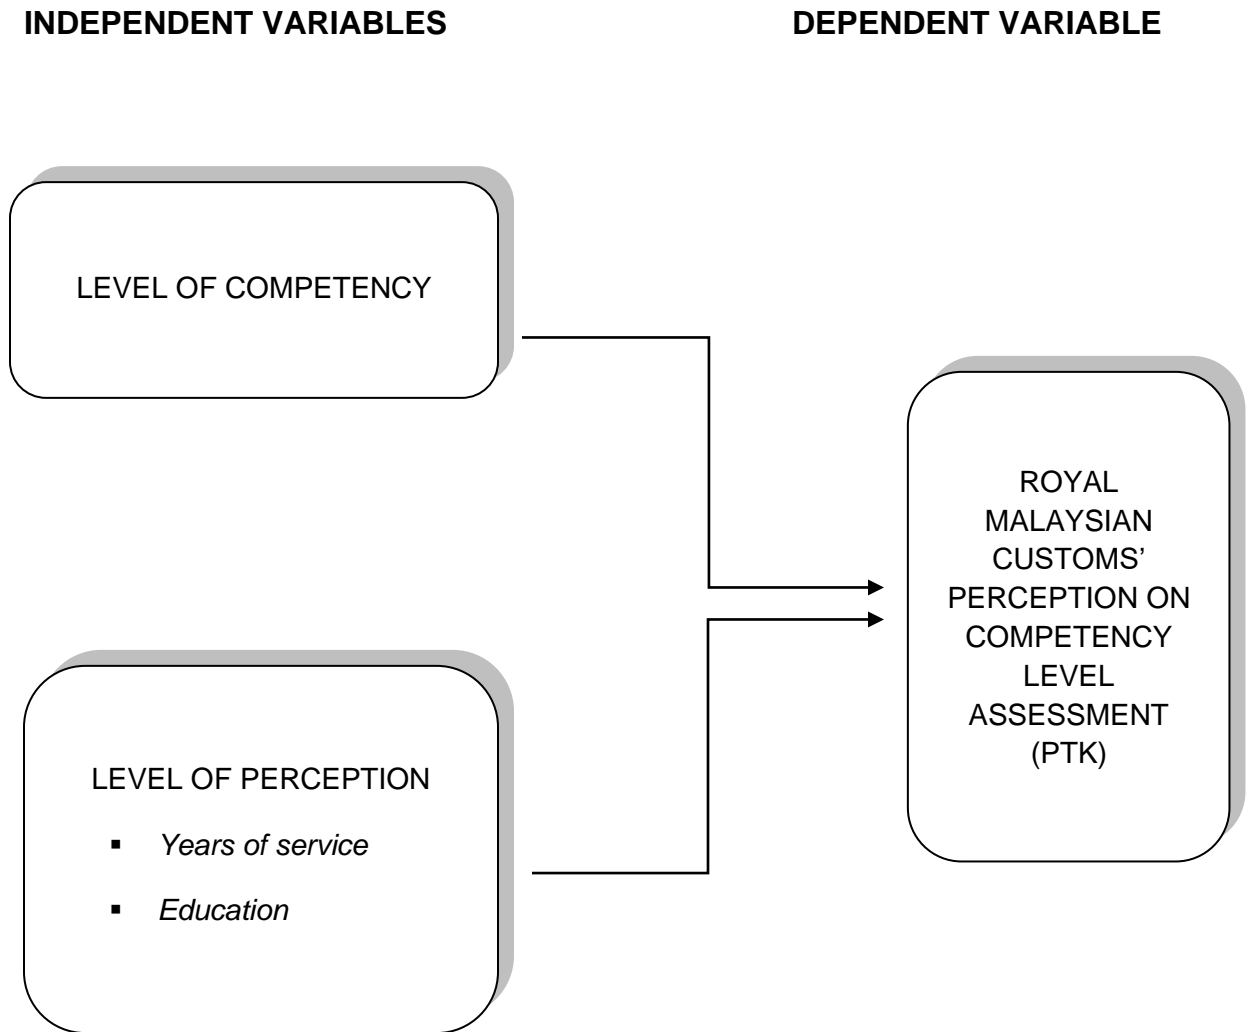 INDEPENDENT VARIABLES
DEPENDENT VARIABLE
LEVEL OF COMPETENCY
LEVEL OF PERCEPTION
▪ Years of service
▪ Education
ROYAL
MALAYSIAN
CUSTOMS’
PERCEPTION ON
COMPETENCY
LEVEL
ASSESSMENT
(PTK)